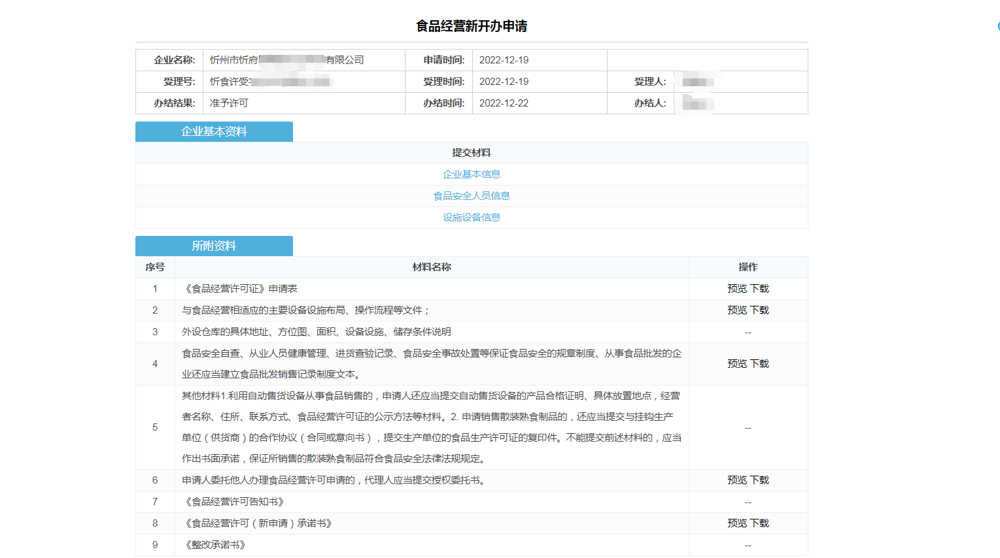 食品经营新开办申请
企业名称: 忻州市忻府 有限公司 申请时间: 2022-12-19
受理号: 忻食许受字 受理时间: 2022-12-19 受理人:
办结结果: 准予许可 办结时间: 2022-12-22 办结人:
企业基本资料
提交材料
企业基本信息
食品安全人员信息
设施设备信息
所附资料
序号 材料名称 操作
1 《食品经营许可证》申请表 预览 下载
2 与食品经营相适应的主要设备设施布局、操作流程等文件； 预览 下载
3 外设仓库的具体地址、方位图、面积、设备设施、储存条件说明 --
4 食品安全自查、从业人员健康管理、进货查验记录、食品安全事故处置等保证食品安全的规章制度、从事食品批发的企 预览 下载
业还应当建立食品批发销售记录制度文本。
其他材料1.利用自动售货设备从事食品销售的，申请人还应当提交自动售货设备的产品合格证明、具体放置地点，经营
者名称、住所、联系方式、食品经营许可证的公示方法等材料。2. 申请销售散装熟食制品的，还应当提交与挂钩生产
5 单位（供货商）的合作协议（合同或意向书），提交生产单位的食品生产许可证的复印件。不能提交前述材料的，应当 --
作出书面承诺，保证所销售的散装熟食制品符合食品安全法律法规规定。
6 申请人委托他人办理食品经营许可申请的，代理人应当提交授权委托书。 预览 下载
7 《食品经营许可告知书》 --
8 《食品经营许可（新申请）承诺书》 预览 下载
9 《整改承诺书》 --